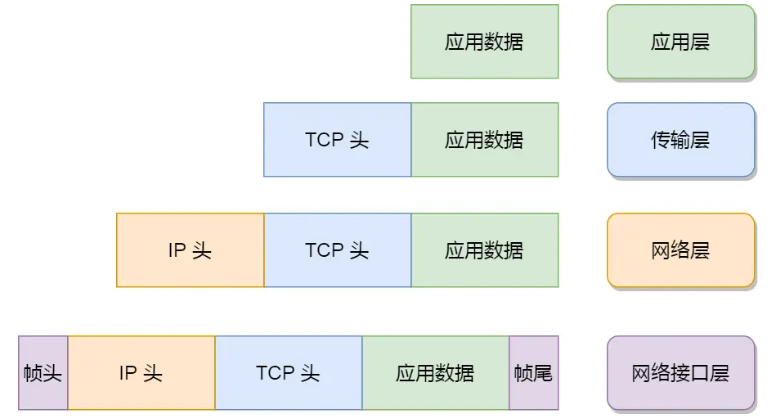 应用数据 应用层
TCP 头 应用数据 传输层
IP 头 TCP 头 应用数据 网络层
帧头 IP 头 TCP 头 应用数据 帧尾 网络接口层